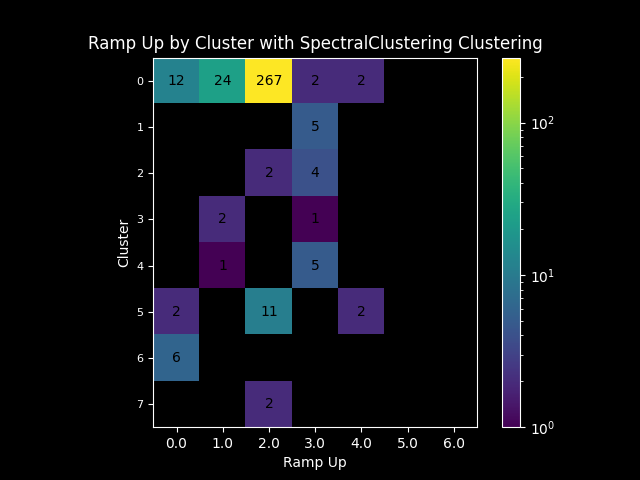 Ramp Up by Cluster with SpectralClustering Clustering
0 12 24 267 2 2
1 5
2 2 4
3 2 1
4 1 5
5 2 11 2
6 6
7 2
0.0 1.0 2.0 3.0 4.0 5.0 6.0
Ramp Up
Cluster
10²
10¹
10⁰